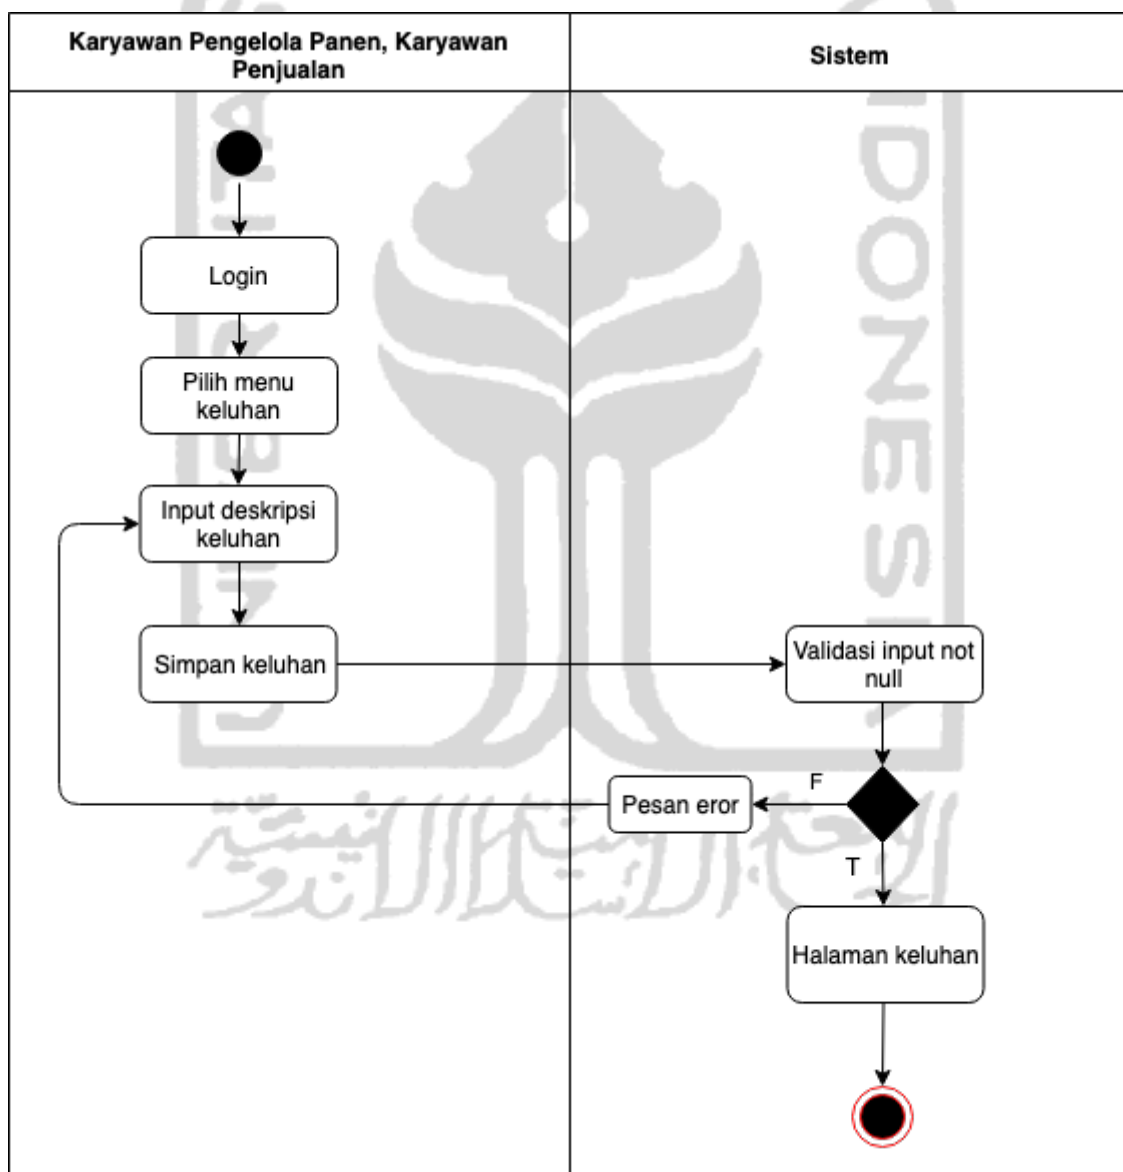 Karyawan Pengelola Panen, Karyawan
Penjualan
Sistem
Login
Pilih menu
keluhan
Input deskripsi
keluhan
Simpan keluhan
Validasi input not
null
F
Pesan eror
T
Halaman keluhan